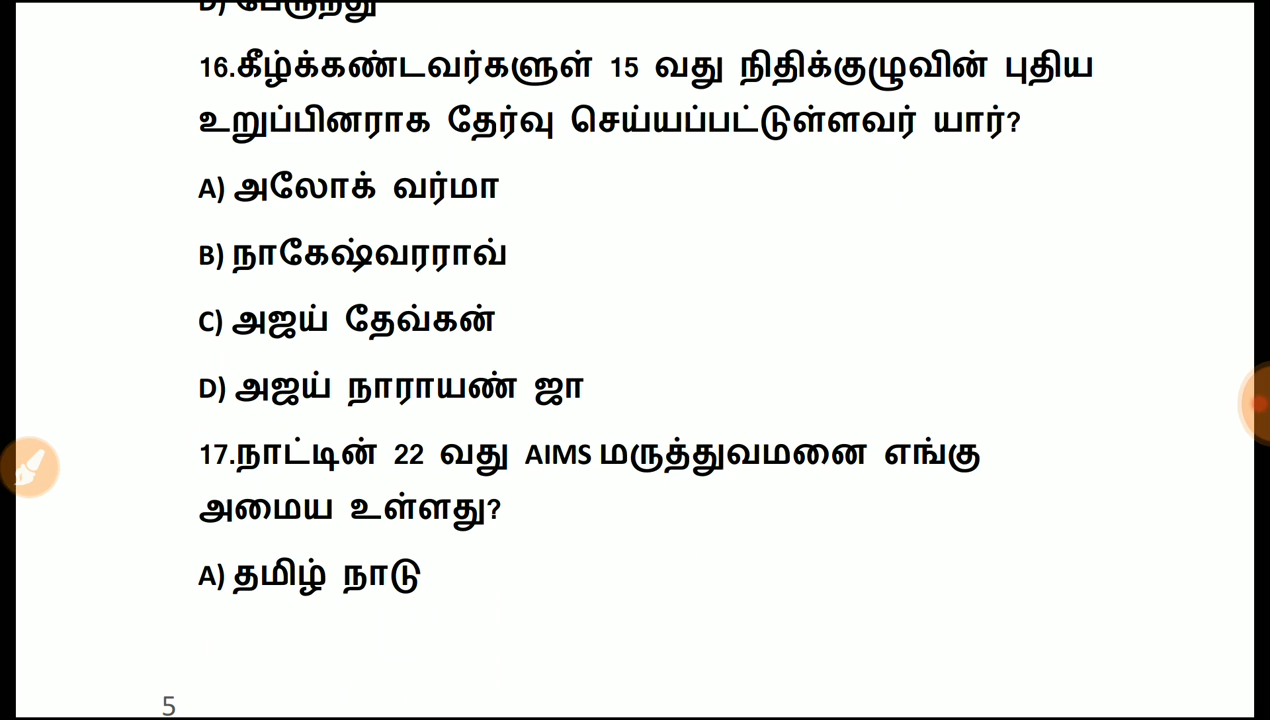 D) பேருந்து
16.கீழ்க்கண்டவர்களுள் 15 வது நிதிக்குழுவின் புதிய
உறுப்பினராக தேர்வு செய்யப்பட்டுள்ளவர் யார்?
A) அலோக் வர்மா
B) நாகேஷ்வரராவ்
C) அஜய் தேவ்கன்
D) அஜய் நாராயண் ஜா
17.நாட்டின் 22 வது AIMS மருத்துவமனை எங்கு
அமைய உள்ளது?
A) தமிழ் நாடு
5